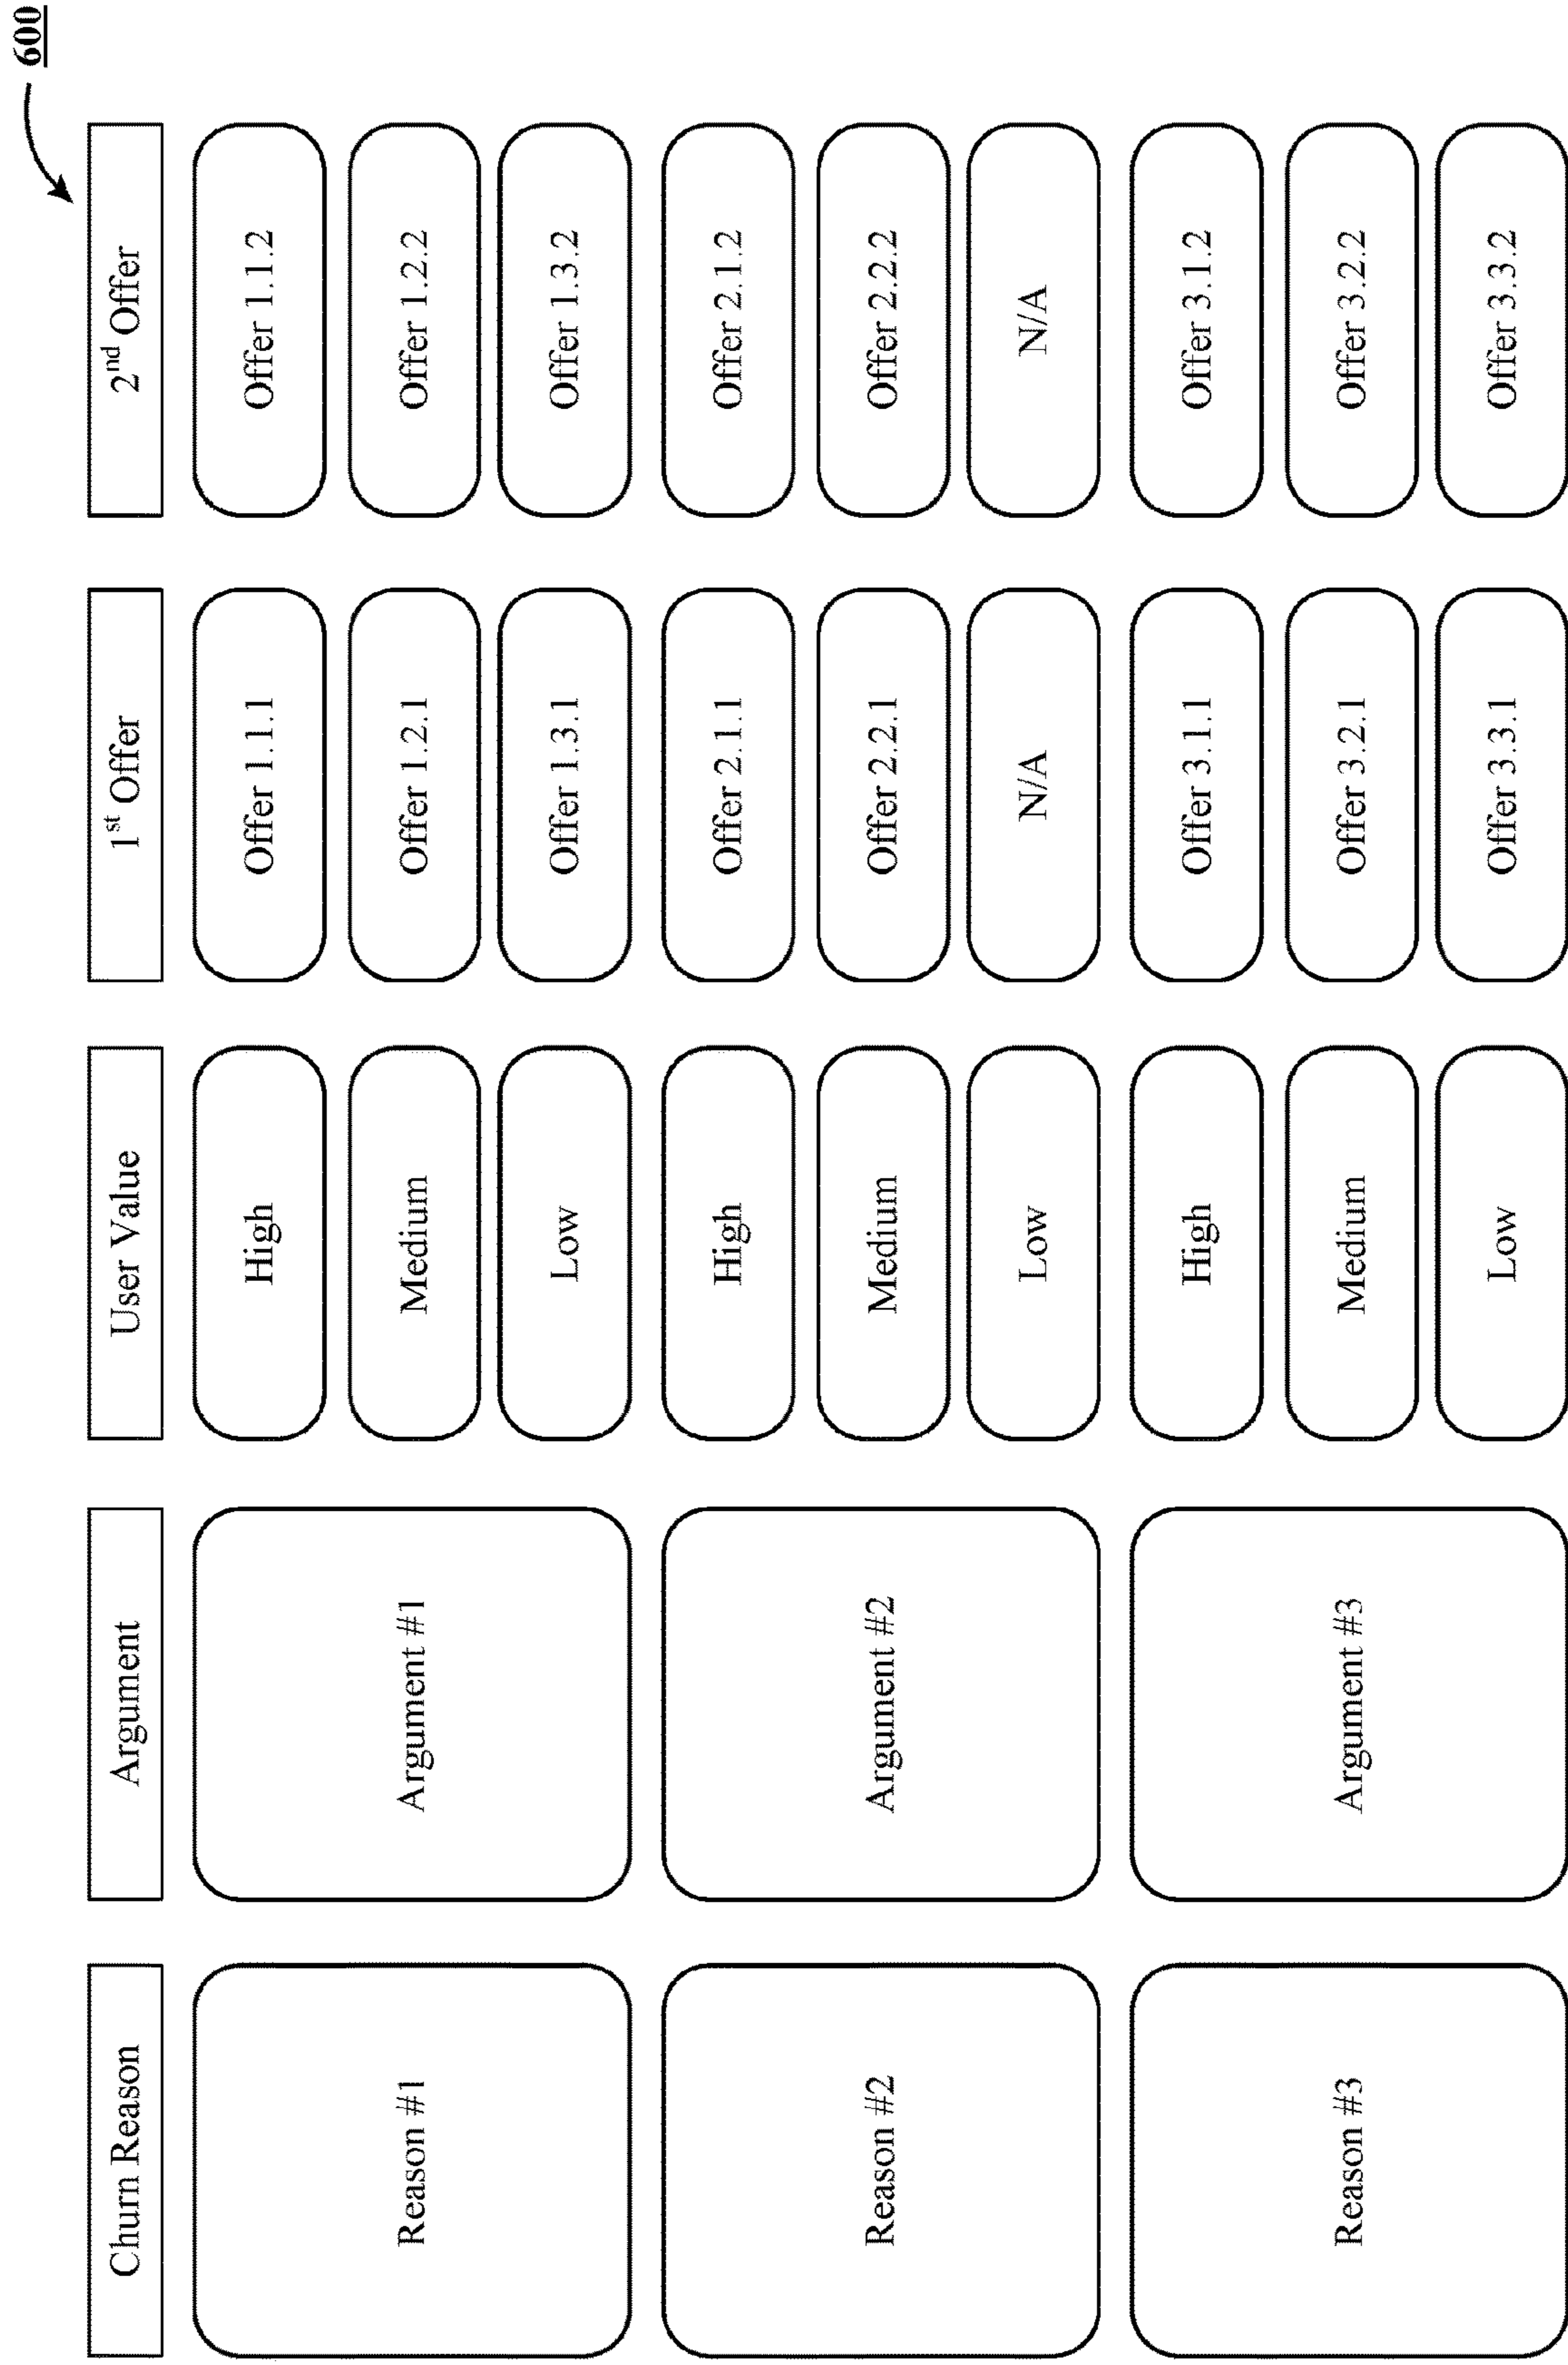 600
Churn Reason
Argument
User Value
1st Offer
2nd Offer
Reason #1
Argument #1
High
Offer 1.1.1
Offer 1.1.2
Medium
Offer 1.2.1
Offer 1.2.2
Low
Offer 1.3.1
Offer 1.3.2
Reason #2
Argument #2
High
Offer 2.1.1
Offer 2.1.2
Medium
Offer 2.2.1
Offer 2.2.2
Low
N/A
N/A
Reason #3
Argument #3
High
Offer 3.1.1
Offer 3.1.2
Medium
Offer 3.2.1
Offer 3.2.2
Low
Offer 3.3.1
Offer 3.3.2